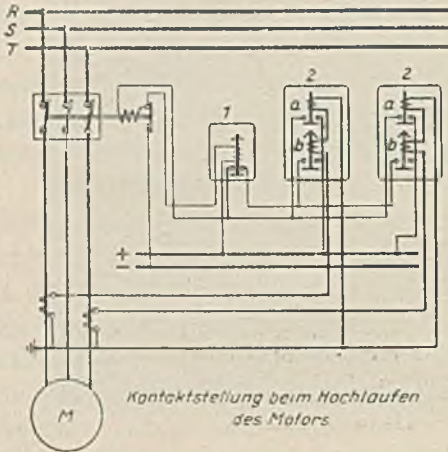 R
S
T
1
2
2
a
b
a
b
+
−
M
Kontaktstellung beim Hochlaufen
des Motors